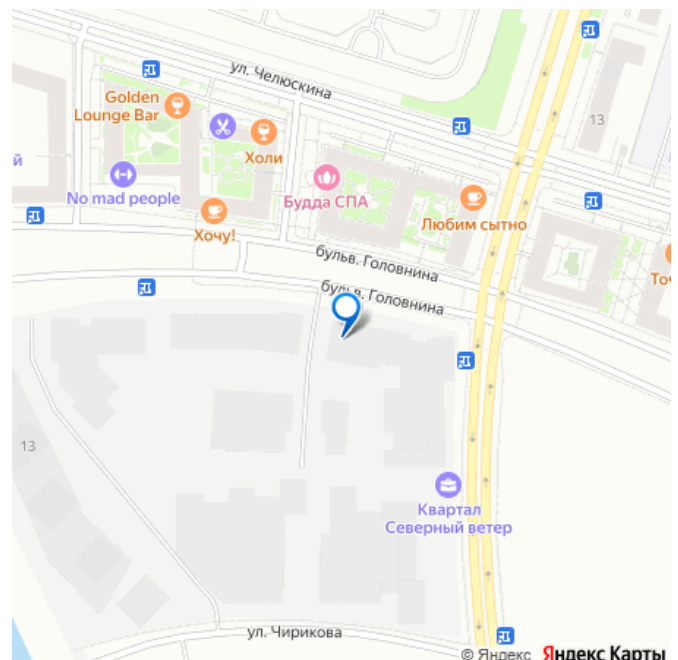 ул. Челюскина
Golden
Lounge Bar
13
Холи
й
No mad people
Будда СПА
Любим сытно
Хочу!
бульв. Головнина
Точ
бульв. Головнина
13
Квартал
Северный ветер
ул. Чирикова
© Яндекс Яндекс Карты